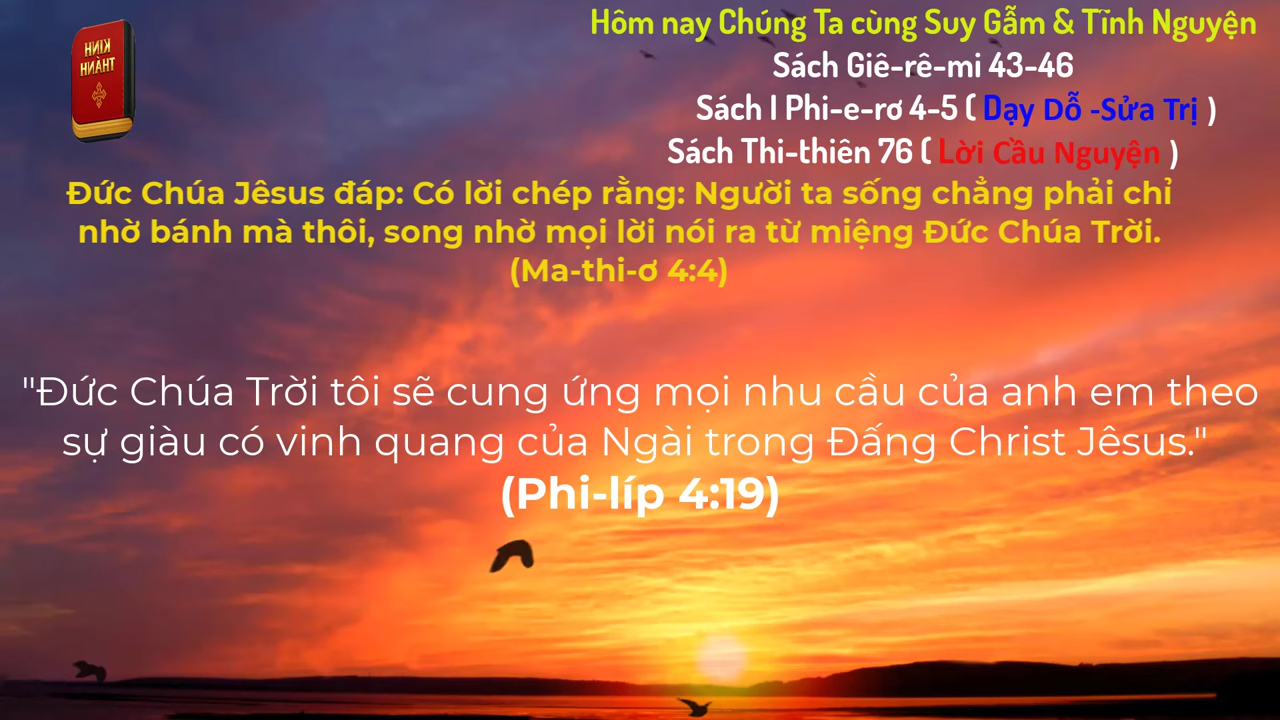 KINH
THÁNH
Hôm nay Chúng Ta cùng Suy Gẫm & Tĩnh Nguyện
Sách Giê-rê-mi 43-46
Sách I Phi-e-rơ 4-5 ( Dạy Dỗ -Sửa Trị )
Sách Thi-thiên 76 ( Lời Cầu Nguyện )
Đức Chúa Jêsus đáp: Có lời chép rằng: Người ta sống chẳng phải chỉ
nhờ bánh mà thôi, song nhờ mọi lời nói ra từ miệng Đức Chúa Trời.
(Ma-thi-ơ 4:4)
"Đức Chúa Trời tôi sẽ cung ứng mọi nhu cầu của anh em theo
sự giàu có vinh quang của Ngài trong Đấng Christ Jêsus."
(Phi-líp 4:19)